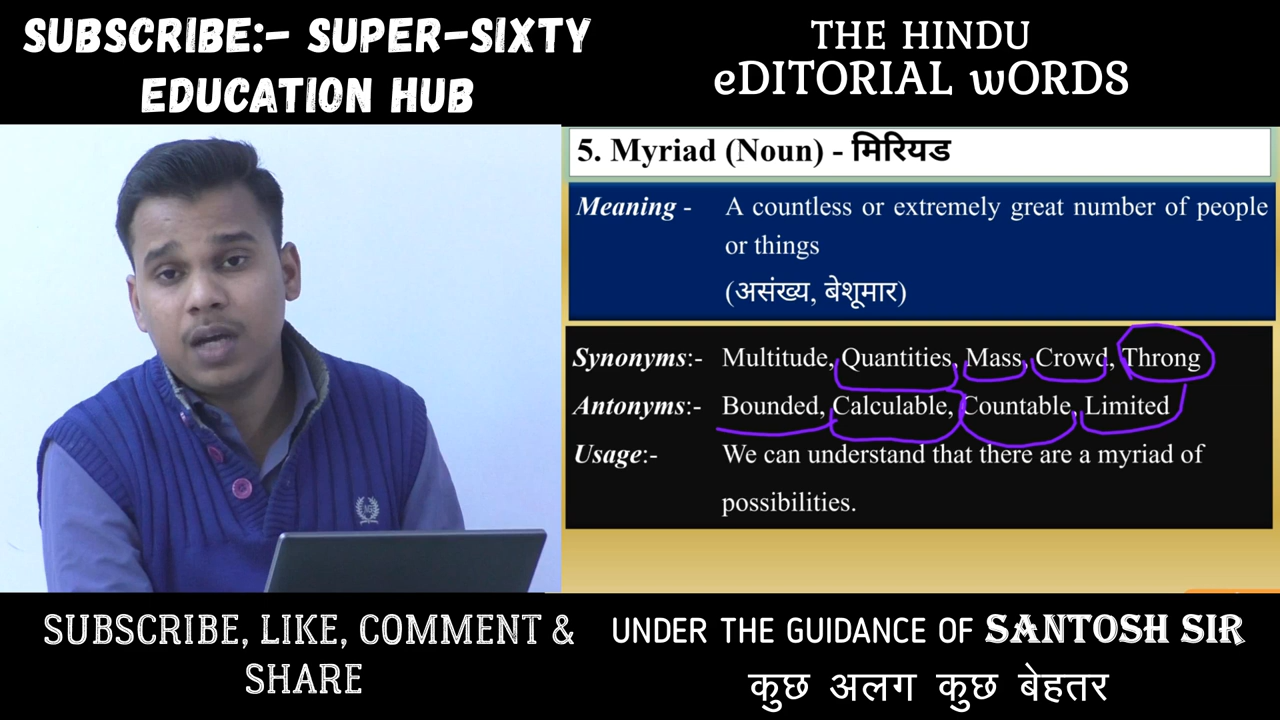 SUBSCRIBE:- SUPER-SIXTY
EDUCATION HUB
THE HINDU
eDITORIAL wORDS
5. Myriad (Noun) - मिरियड
Meaning - A countless or extremely great number of people
or things
(असंख्य, बेशूमार)
Synonyms:- Multitude, Quantities, Mass, Crowd, Throng
Antonyms:- Bounded, Calculable, Countable, Limited
Usage:- We can understand that there are a myriad of
possibilities.
SUBSCRIBE, LIKE, COMMENT &
SHARE
UNDER THE GUIDANCE OF SANTOSH SIR
कुछ अलग कुछ बेहतर